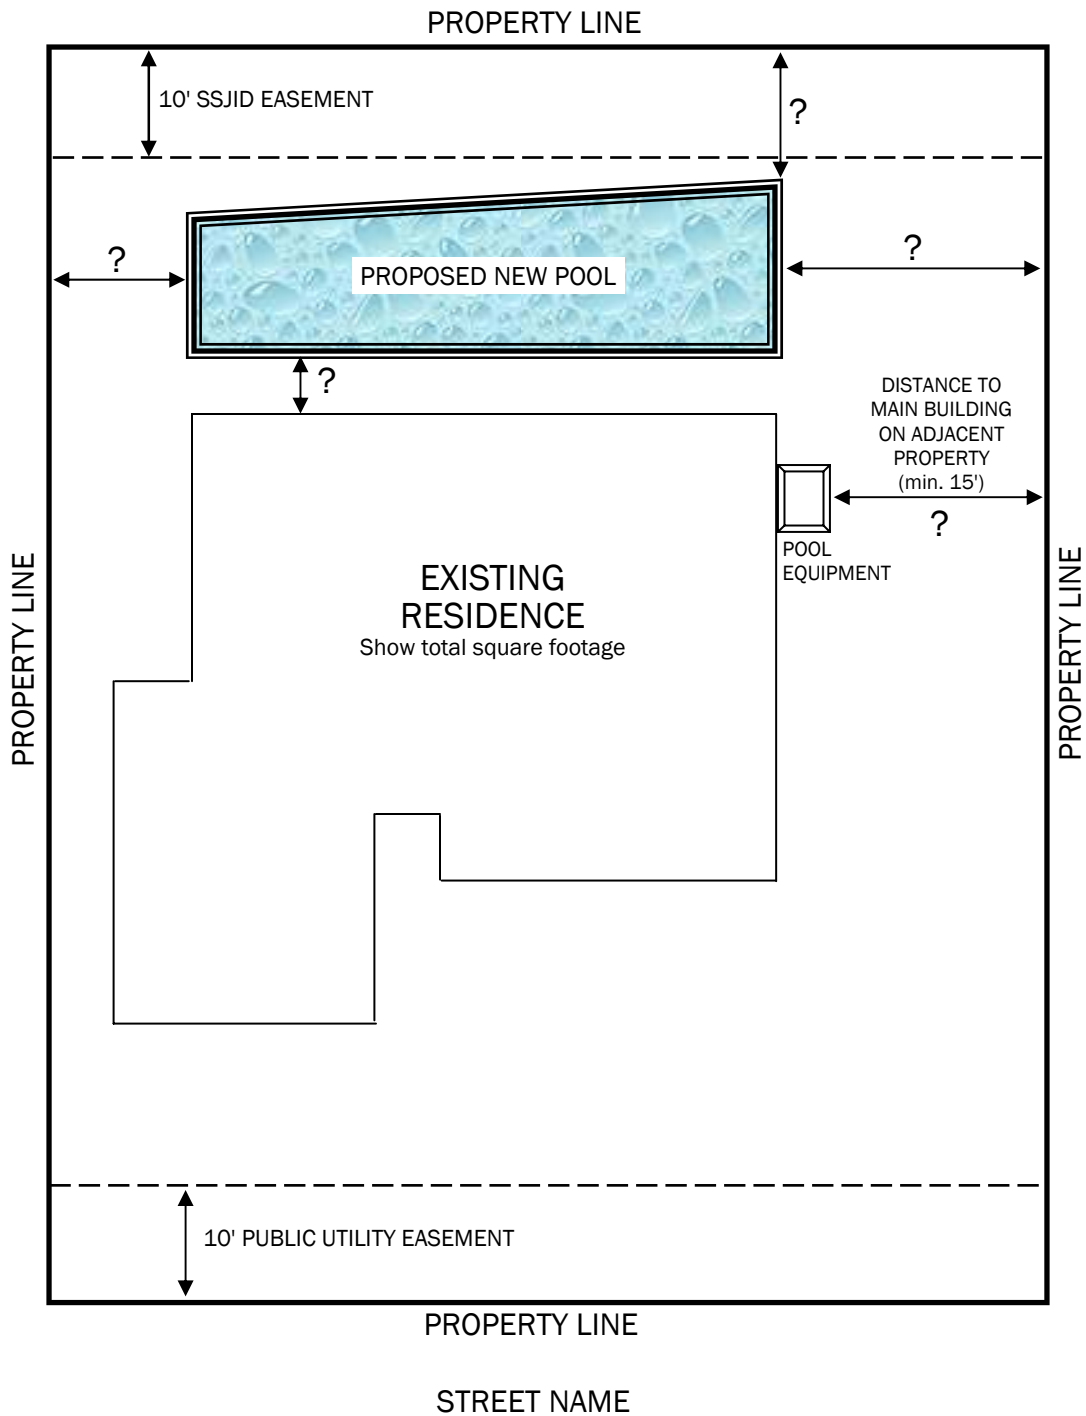 PROPERTY LINE
10' SSJID EASEMENT
?
?
?
PROPOSED NEW POOL
?
DISTANCE TO
MAIN BUILDING
ON ADJACENT
PROPERTY
(min. 15')
?
POOL
EQUIPMENT
EXISTING
RESIDENCE
Show total square footage
PROPERTY LINE
PROPERTY LINE
10' PUBLIC UTILITY EASEMENT
PROPERTY LINE
STREET NAME